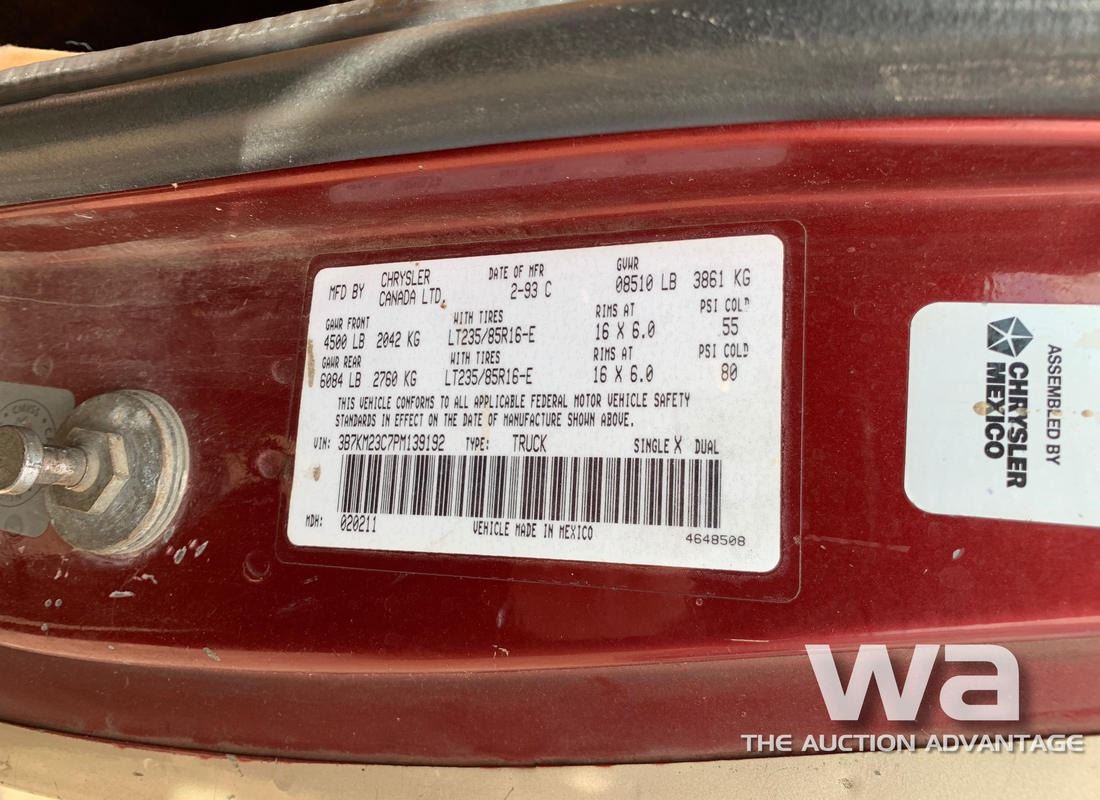 MFD BY CHRYSLER CANADA LTD. DATE OF MFR 2-93 C GVWR 08510 LB 3861 KG
GAWR FRONT WITH TIRES RIMS AT PSI COLD
4500 LB 2042 KG LT235/85R16-E 16 X 6.0 55
GAWR REAR WITH TIRES RIMS AT PSI COLD
6084 LB 2760 KG LT235/85R16-E 16 X 6.0 80
THIS VEHICLE CONFORMS TO ALL APPLICABLE FEDERAL MOTOR VEHICLE SAFETY
STANDARDS IN EFFECT ON THE DATE OF MANUFACTURE SHOWN ABOVE.
VIN: 3B7KM23C7PM139192 TYPE: TRUCK SINGLE X DUAL
MDH: 020211 VEHICLE MADE IN MEXICO 4648508
ASSEMBLED BY
CHRYSLER
MEXICO
wa
THE AUCTION ADVANTAGE